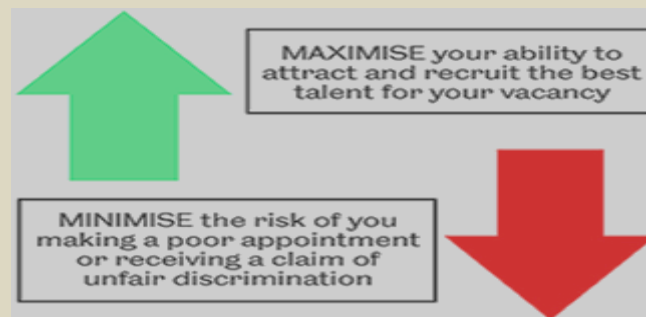 MAXIMISE your ability to
attract and recruit the best
talent for your vacancy
MINIMISE the risk of you
making a poor appointment
or receiving a claim of
unfair discrimination